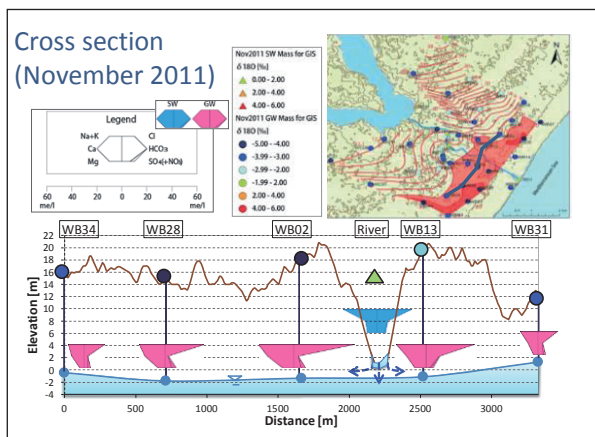 Cross section
(November 2011)
SW GW
Legend
Na+K Cl
Ca HCO3
Mg SO4(+NO3)
60 40 20 0 20 40 60
me/l me/l
Nov2011 SW Mass for GIS
δ 18O [‰]
0.00 - 2.00
2.00 - 4.00
4.00 - 6.00
Nov2011 GW Mass for GIS
δ 18O [‰]
-5.00 - -4.00
-3.99 - -3.00
-2.99 - -2.00
-1.99 - 2.00
2.00 - 4.00
4.00 - 6.00
N
Mediterranean Sea
WB34 WB28 WB02 River WB13 WB31
Elevation [m]
22
20
18
16
14
12
10
8
6
4
2
0
-2
-4
0 500 1000 1500 2000 2500 3000
Distance [m]